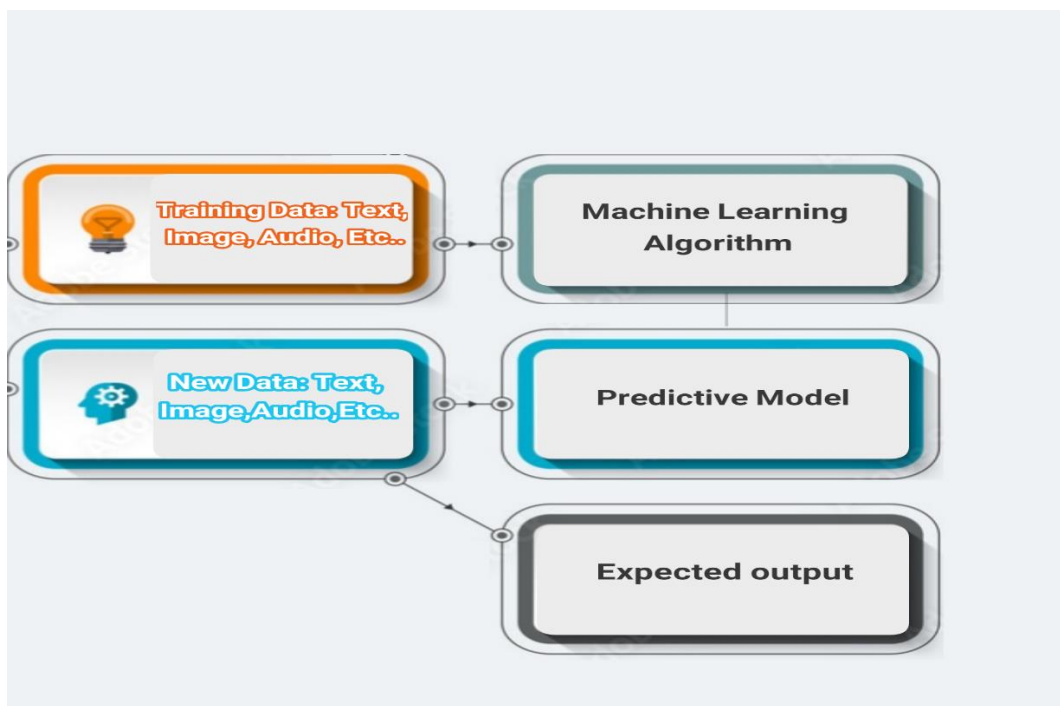 Training Data: Text,
Image, Audio, Etc..
Machine Learning
Algorithm
New Data: Text,
Image,Audio,Etc..
Predictive Model
Expected output